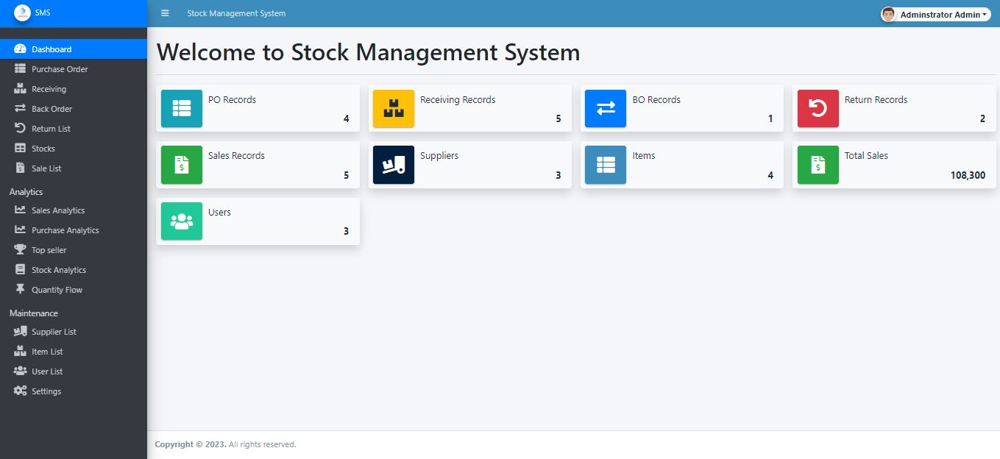 SMS
Stock Management System
Adminstrator Admin
Dashboard
Purchase Order
Receiving
Back Order
Return List
Stocks
Sale List
Analytics
Sales Analytics
Purchase Analytics
Top seller
Stock Analytics
Quantity Flow
Maintenance
Supplier List
Item List
User List
Settings
Welcome to Stock Management System
PO Records
4
Receiving Records
5
BO Records
1
Return Records
2
Sales Records
5
Suppliers
3
Items
4
Total Sales
108,300
Users
3
Copyright © 2023. All rights reserved.